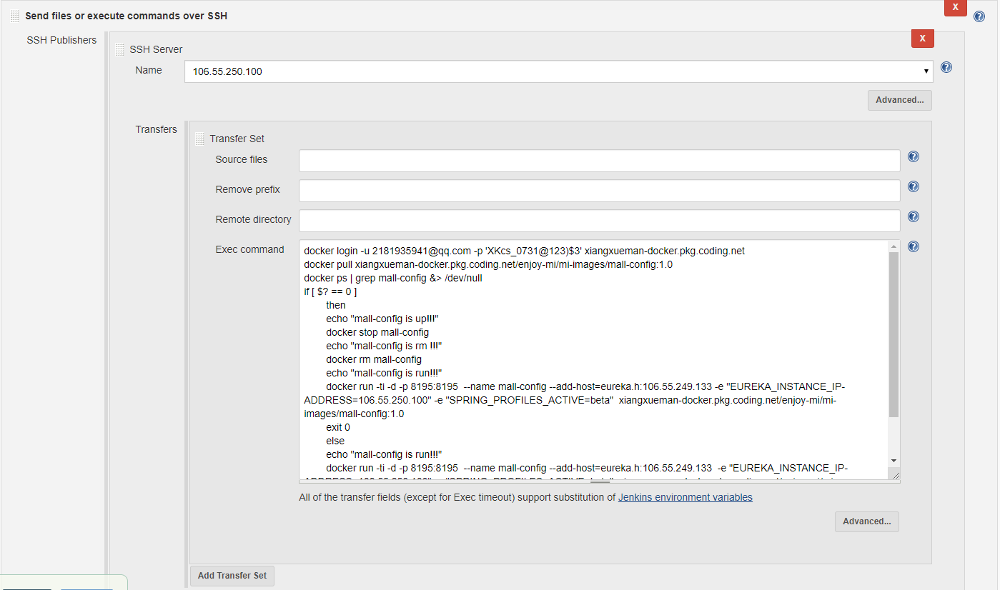 Send files or execute commands over SSH
X
SSH Publishers
X
SSH Server
Name
106.55.250.100
Advanced...
Transfers
Transfer Set
Source files
Remove prefix
Remote directory
Exec command
docker login -u 2181935941@qq.com -p 'XKcs_0731@123)$3' xiangxueman-docker.pkg.coding.net
docker pull xiangxueman-docker.pkg.coding.net/enjoy-mi/mi-images/mall-config:1.0
docker ps | grep mall-config &> /dev/null
if [ $? == 0 ]
then
echo "mall-config is up!!!"
docker stop mall-config
echo "mall-config is rm !!!"
docker rm mall-config
echo "mall-config is run!!!"
docker run -ti -d -p 8195:8195  --name mall-config --add-host=eureka.h:106.55.249.133 -e "EUREKA_INSTANCE_IP-
ADDRESS=106.55.250.100" -e "SPRING_PROFILES_ACTIVE=beta"  xiangxueman-docker.pkg.coding.net/enjoy-mi/mi-
images/mall-config:1.0
exit 0
else
echo "mall-config is run!!!"
docker run -ti -d -p 8195:8195  --name mall-config --add-host=eureka.h:106.55.249.133  -e "EUREKA_INSTANCE_IP-
All of the transfer fields (except for Exec timeout) support substitution of Jenkins environment variables
Advanced...
Add Transfer Set